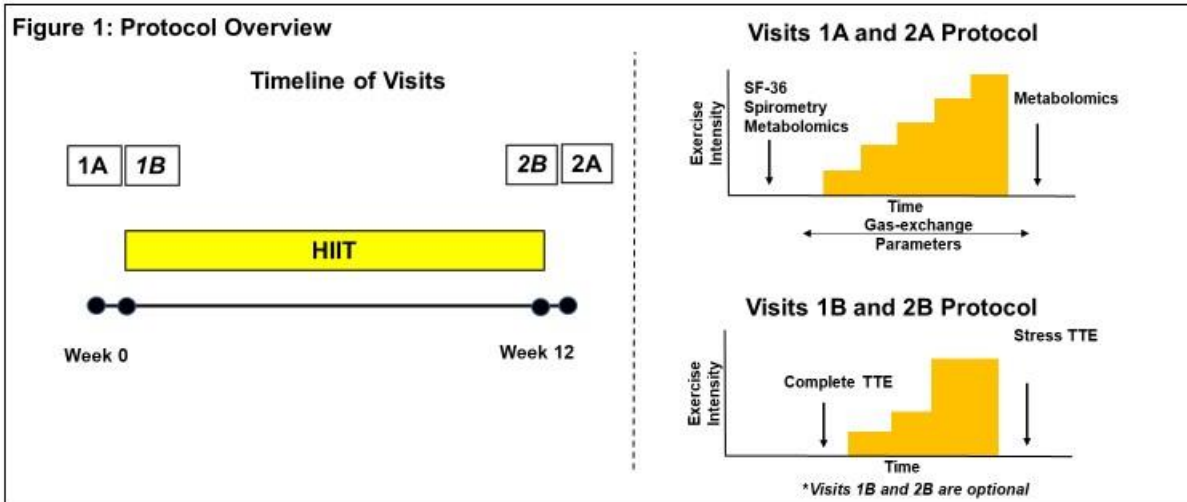 Figure 1: Protocol Overview
Timeline of Visits
1A 1B 2B 2A
HIIT
Week 0 Week 12
Visits 1A and 2A Protocol
Exercise
Intensity
SF-36
Spirometry
Metabolomics
Metabolomics
Time
Gas-exchange
Parameters
Visits 1B and 2B Protocol
Exercise
Intensity
Complete TTE
Stress TTE
Time
*Visits 1B and 2B are optional